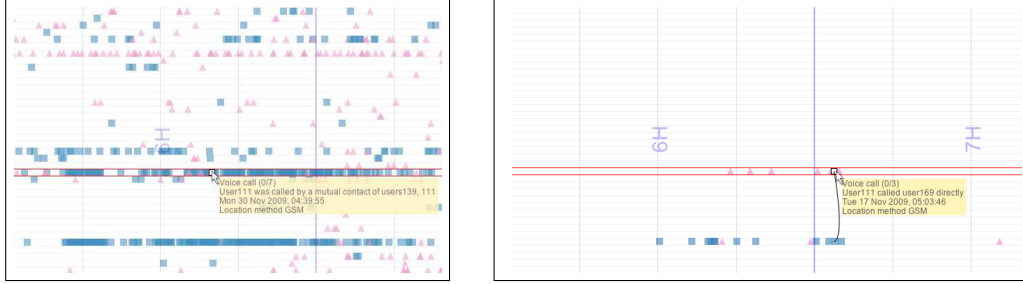 6H
Voice call (0/7)
User111 was called by a mutual contact of users139, 111
Mon 30 Nov 2009, 04:39:55
Location method GSM
6H
7H
Voice call (0/3)
User111 called user169 directly
Tue 17 Nov 2009, 05:03:46
Location method GSM